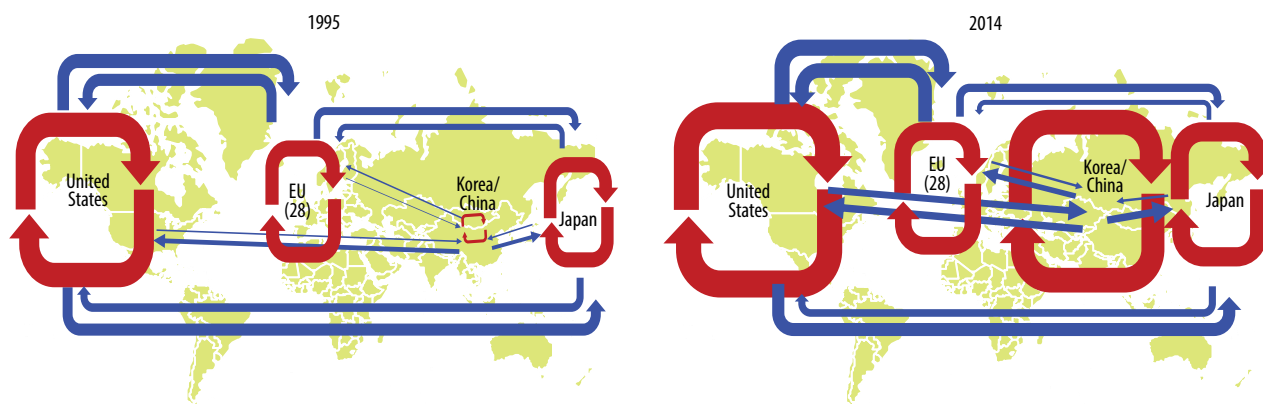 1995
United
States
EU
(28)
Korea/
China
Japan
2014
United
States
EU
(28)
Korea/
China
Japan